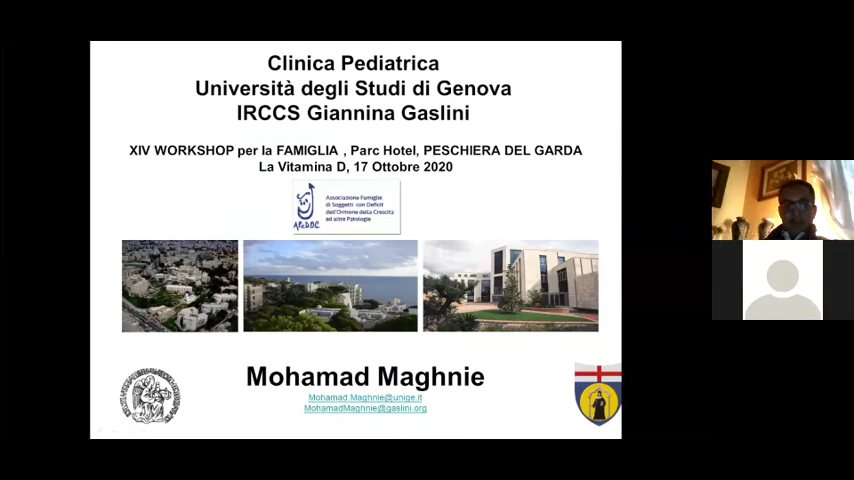 Clinica Pediatrica
Università degli Studi di Genova
IRCCS Giannina Gaslini
XIV WORKSHOP per la FAMIGLIA , Parc Hotel, PESCHIERA DEL GARDA
La Vitamina D, 17 Ottobre 2020
Associazione Famiglie
di Soggetti con Deficit
dell'Ormone della Crescita
ed altre Patologie
AFaDOC
Mohamad Maghnie
Mohamad.Maghnie@unige.it
MohamadMaghnie@gaslini.org